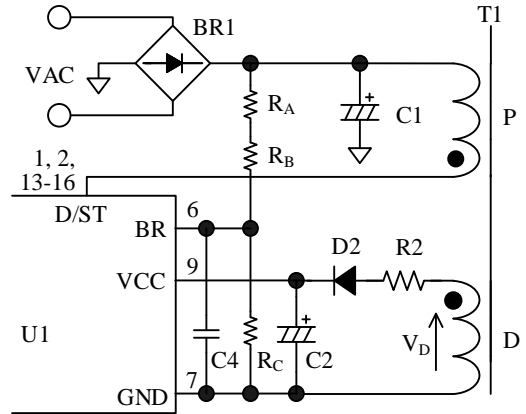 T1
BR1
VAC
R_A
C1
P
R_B
1, 2,
13-16
D/ST
6
BR
D2
R2
9
VCC
U1
C4
R_C
C2
V_D
D
7
GND